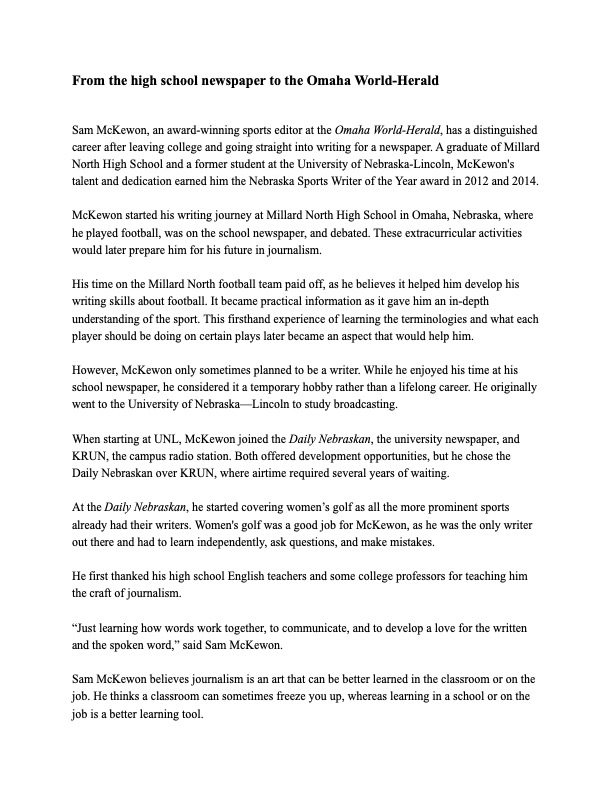 From the high school newspaper to the Omaha World-Herald
Sam McKewon, an award-winning sports editor at the Omaha World-Herald, has a distinguished
career after leaving college and going straight into writing for a newspaper. A graduate of Millard
North High School and a former student at the University of Nebraska-Lincoln, McKewon's
talent and dedication earned him the Nebraska Sports Writer of the Year award in 2012 and 2014.
McKewon started his writing journey at Millard North High School in Omaha, Nebraska, where
he played football, was on the school newspaper, and debated. These extracurricular activities
would later prepare him for his future in journalism.
His time on the Millard North football team paid off, as he believes it helped him develop his
writing skills about football. It became practical information as it gave him an in-depth
understanding of the sport. This firsthand experience of learning the terminologies and what each
player should be doing on certain plays later became an aspect that would help him.
However, McKewon only sometimes planned to be a writer. While he enjoyed his time at his
school newspaper, he considered it a temporary hobby rather than a lifelong career. He originally
went to the University of Nebraska—Lincoln to study broadcasting.
When starting at UNL, McKewon joined the Daily Nebraskan, the university newspaper, and
KRUN, the campus radio station. Both offered development opportunities, but he chose the
Daily Nebraskan over KRUN, where airtime required several years of waiting.
At the Daily Nebraskan, he started covering women’s golf as all the more prominent sports
already had their writers. Women's golf was a good job for McKewon, as he was the only writer
out there and had to learn independently, ask questions, and make mistakes.
He first thanked his high school English teachers and some college professors for teaching him
the craft of journalism.
“Just learning how words work together, to communicate, and to develop a love for the written
and the spoken word,” said Sam McKewon.
Sam McKewon believes journalism is an art that can be better learned in the classroom or on the
job. He thinks a classroom can sometimes freeze you up, whereas learning in a school or on the
job is a better learning tool.